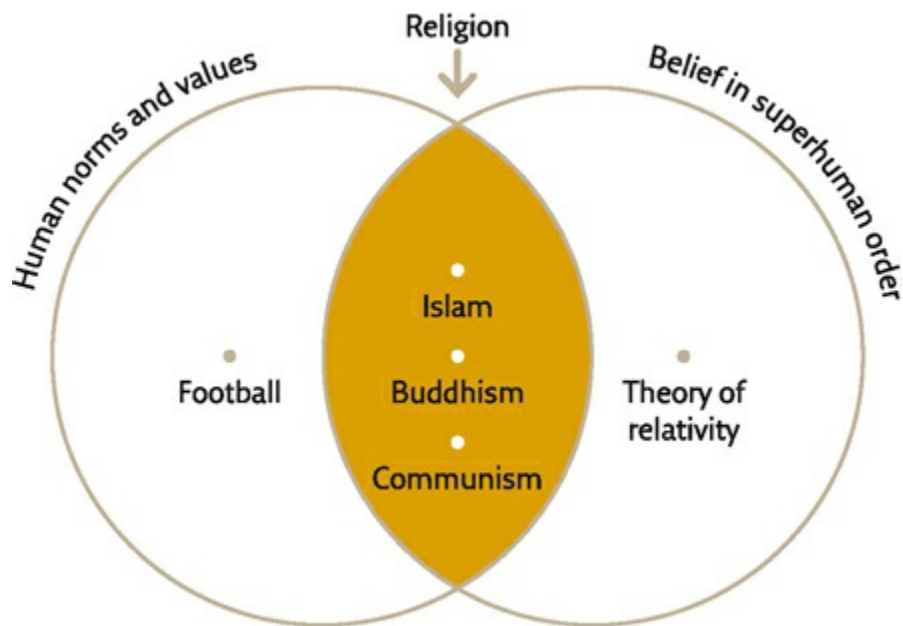 Religion
Human norms and values
Belief in superhuman order
Islam
Football
Buddhism
Theory of
relativity
Communism